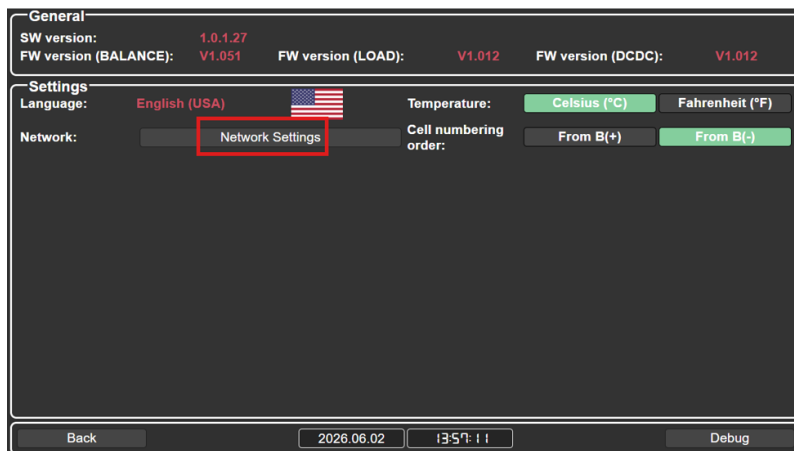 General
SW version: 1.0.1.27
FW version (BALANCE): V1.051 FW version (LOAD): V1.012 FW version (DCDC): V1.012
Settings
Language: English (USA) Temperature: Celsius (°C) Fahrenheit (°F)
Network: Network Settings Cell numbering order: From B(+) From B(-)
Back 2026.06.02 13:57:11 Debug